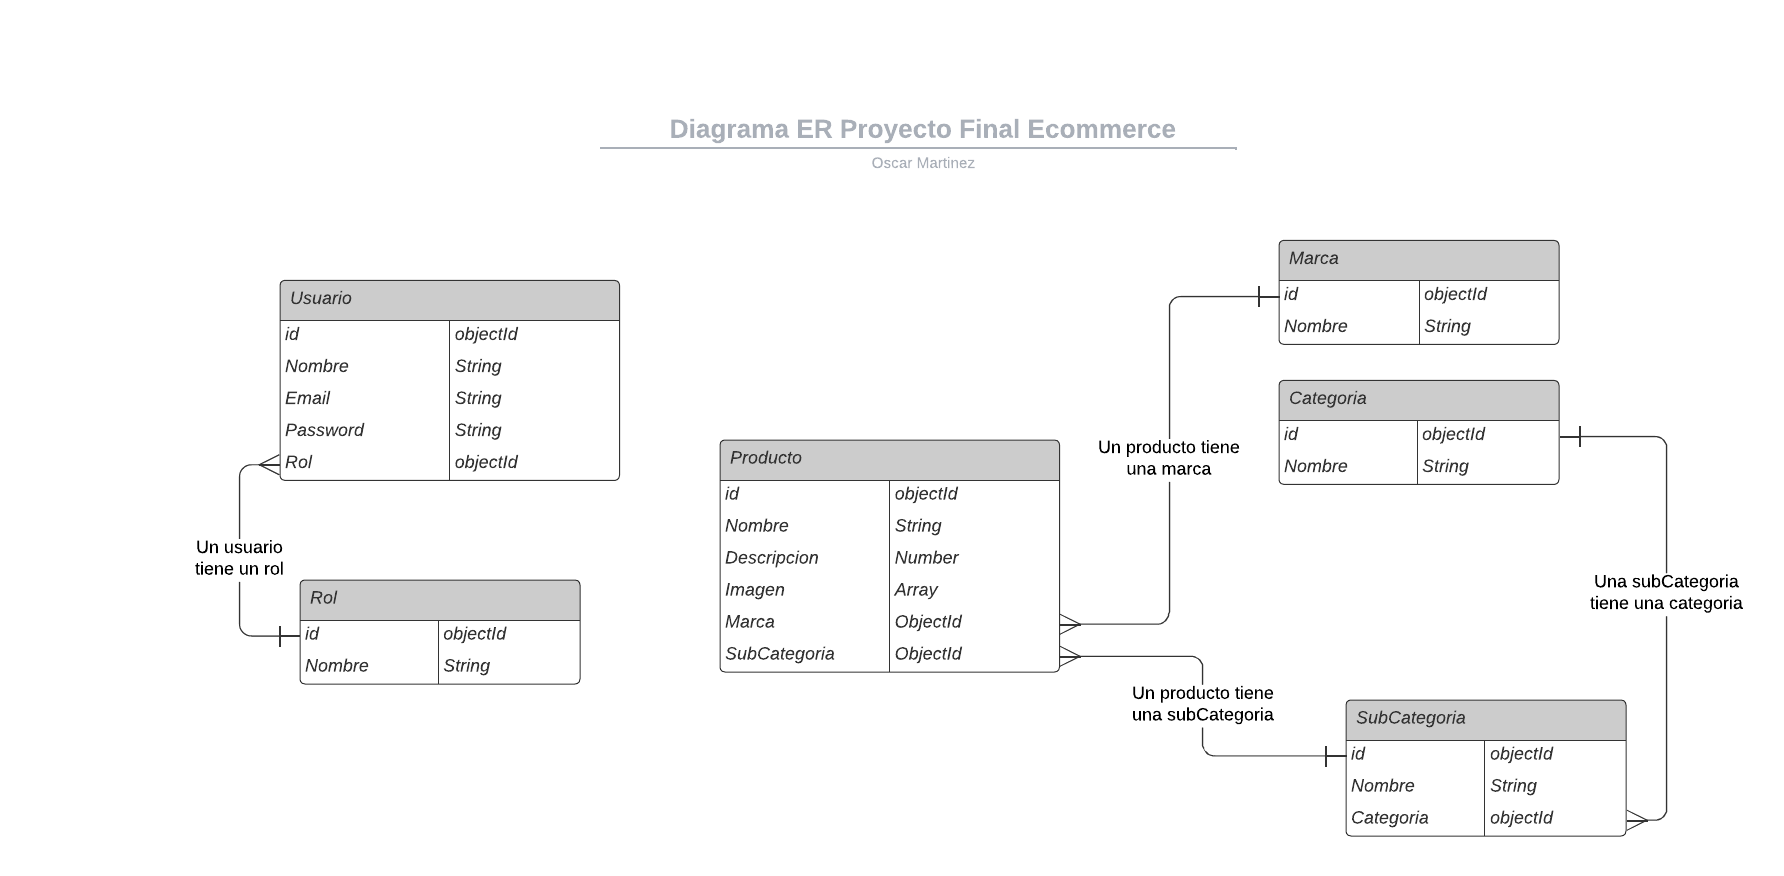 Diagrama ER Proyecto Final Ecommerce
Oscar Martinez
Usuario
id objectId
Nombre String
Email String
Password String
Rol objectId
Un usuario
tiene un rol
Rol
id objectId
Nombre String
Producto
id objectId
Nombre String
Descripcion Number
Imagen Array
Marca ObjectId
SubCategoria ObjectId
Un producto tiene
una marca
Marca
id objectId
Nombre String
Categoria
id objectId
Nombre String
Una subCategoria
tiene una categoria
Un producto tiene
una subCategoria
SubCategoria
id objectId
Nombre String
Categoria objectId